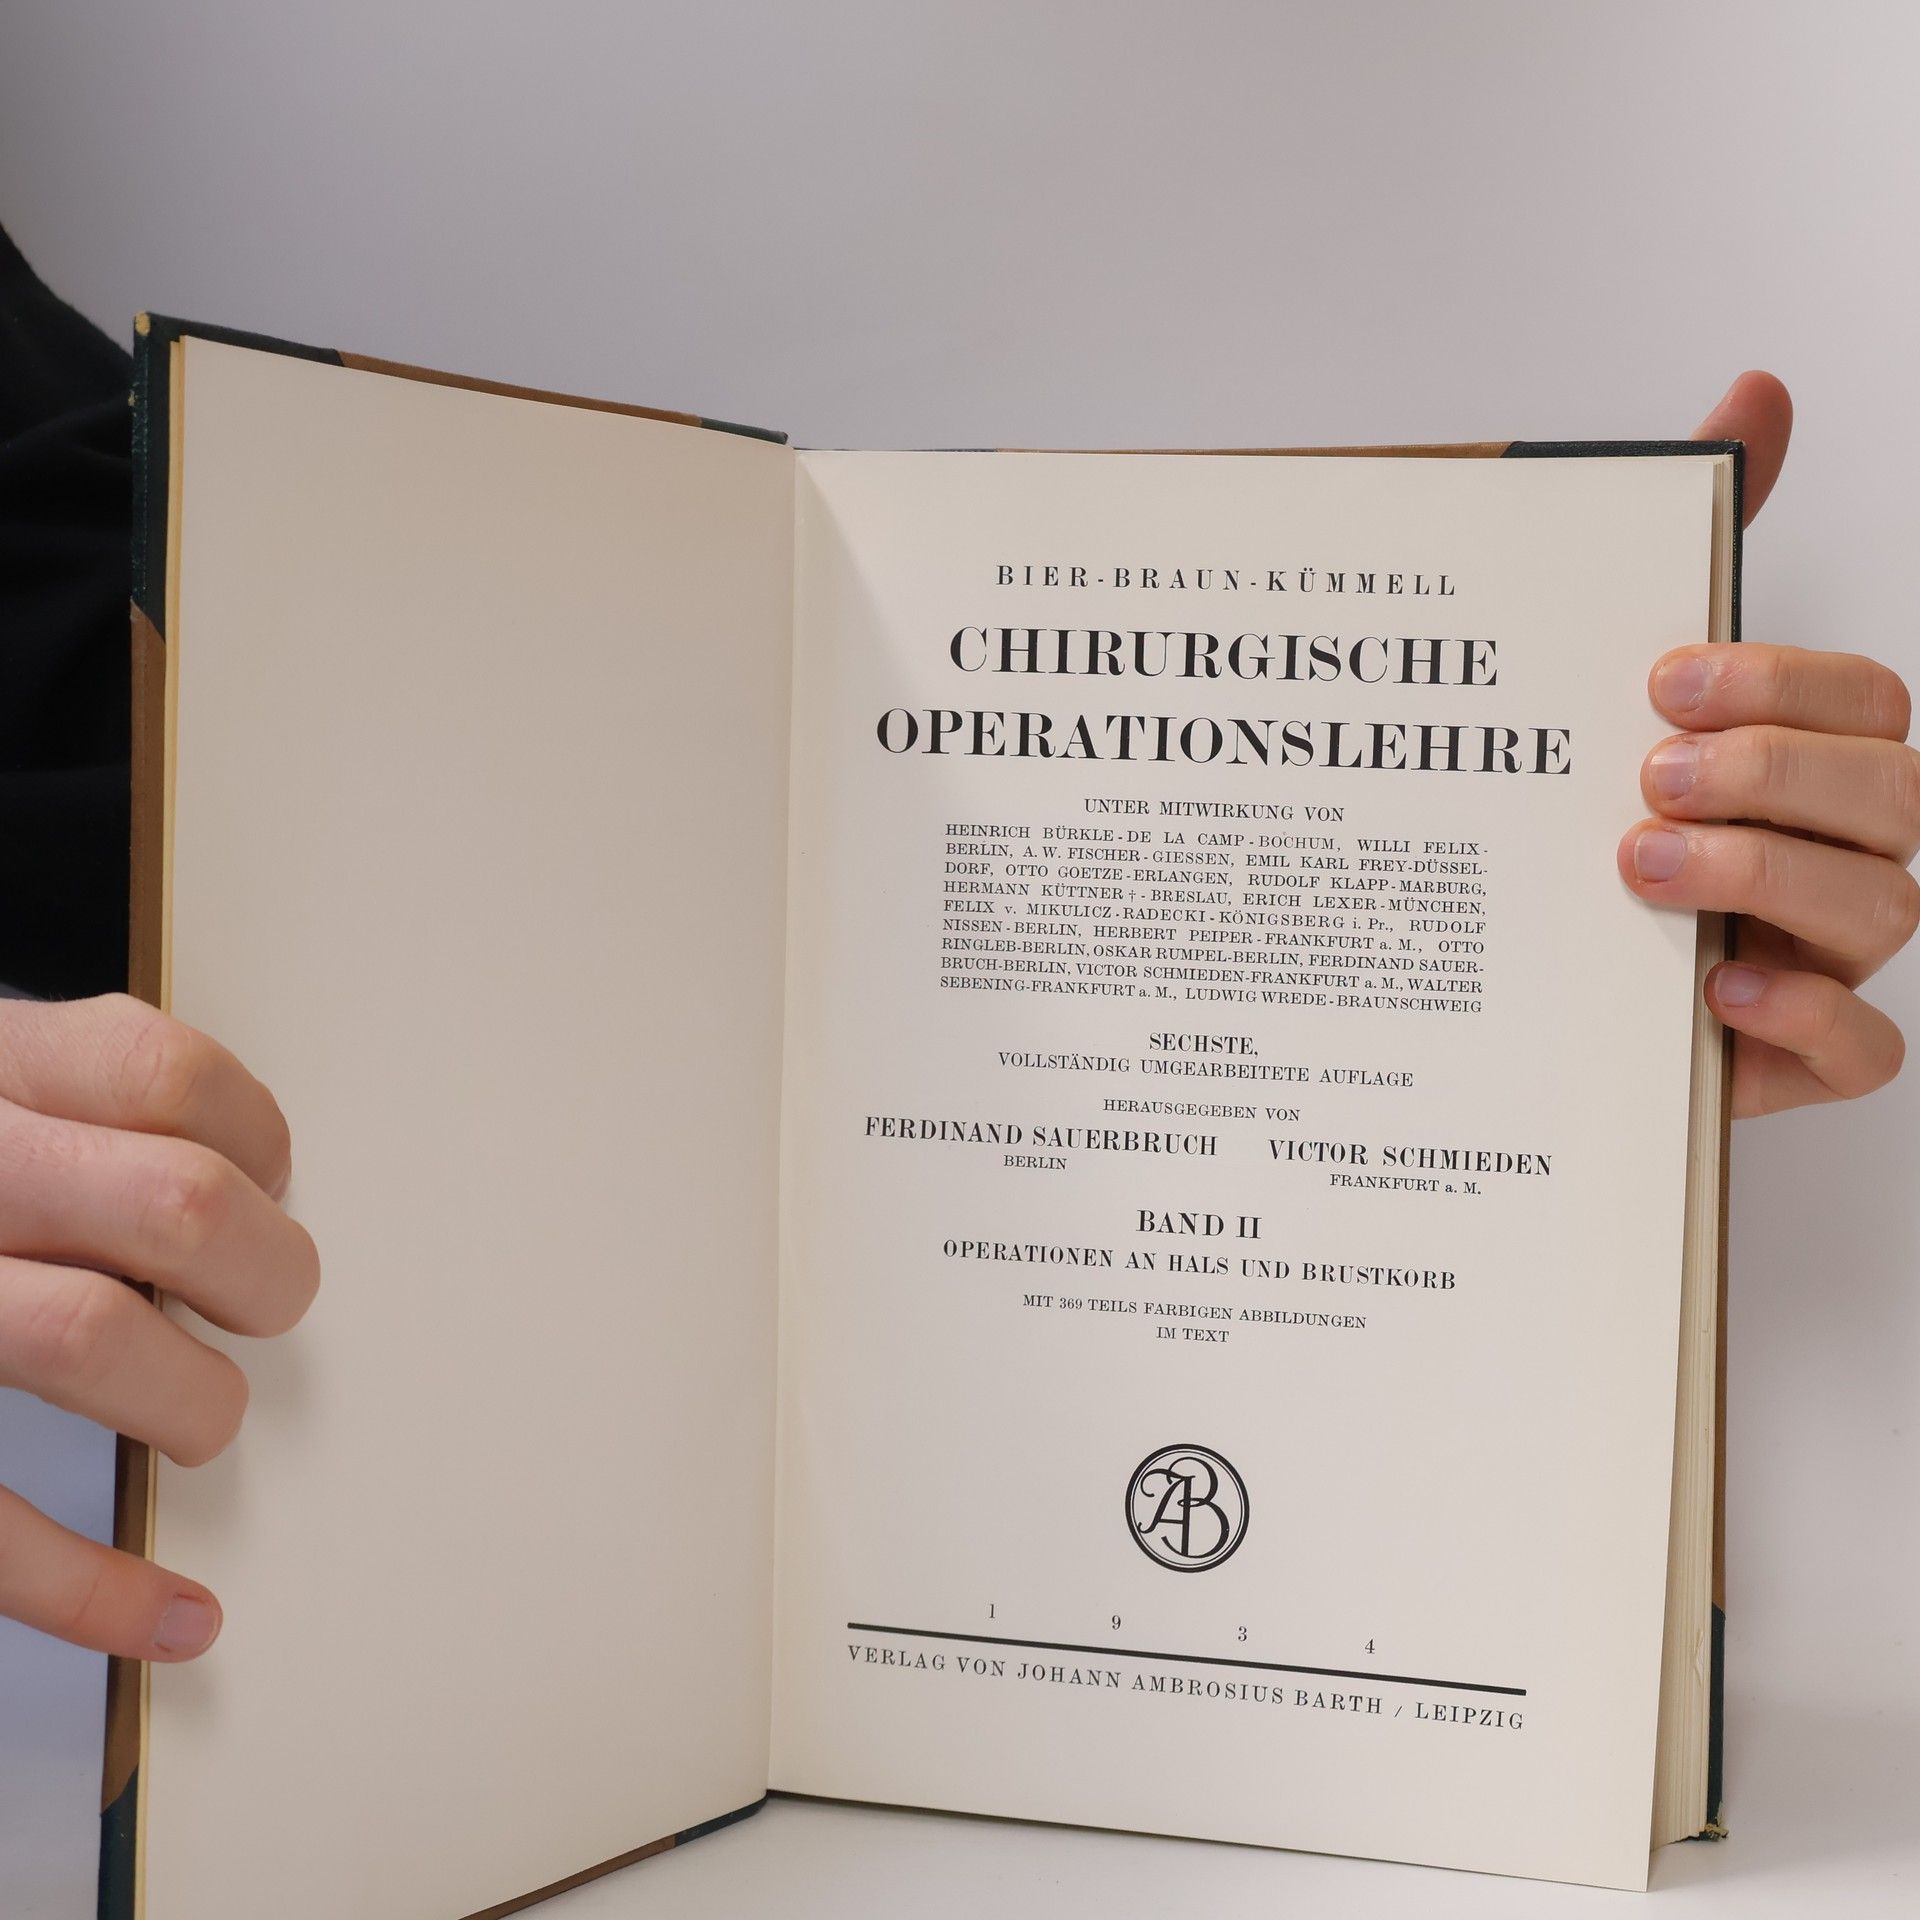 BIER-BRAUN-KÜMMELL
CHIRURGISCHE
OPERATIONSLEHRE
UNTER MITWIRKUNG VON
HEINRICH BÜRKLE-DE LA CAMP-BOCHUM, WILLI FELIX-
BERLIN, A.W. FISCHER-GIESSEN, EMIL KARL FREY-DÜSSEL-
DORF, OTTO GOETZE-ERLANGEN, RUDOLF KLAPP-MARBURG,
HERMANN KÜTTNER †-BRESLAU, ERICH LEXER-MÜNCHEN,
FELIX v. MIKULICZ-RADECKI-KÖNIGSBERG i. Pr., RUDOLF
NISSEN-BERLIN, HERBERT PEIPER-FRANKFURT a. M., OTTO
RINGLEB-BERLIN, OSKAR RUMPEL-BERLIN, FERDINAND SAUER-
BRUCH-BERLIN, VICTOR SCHMIEDEN-FRANKFURT a. M., WALTER
SEBENING-FRANKFURT a. M., LUDWIG WREDE-BRAUNSCHWEIG
SECHSTE,
VOLLSTÄNDIG UMGEARBEITETE AUFLAGE
HERAUSGEGEBEN VON
FERDINAND SAUERBRUCH VICTOR SCHMIEDEN
BERLIN FRANKFURT a. M.
BAND II
OPERATIONEN AN HALS UND BRUSTKORB
MIT 369 TEILS FARBIGEN ABBILDUNGEN
IM TEXT
AB
1 9 3 4
VERLAG VON JOHANN AMBROSIUS BARTH / LEIPZIG